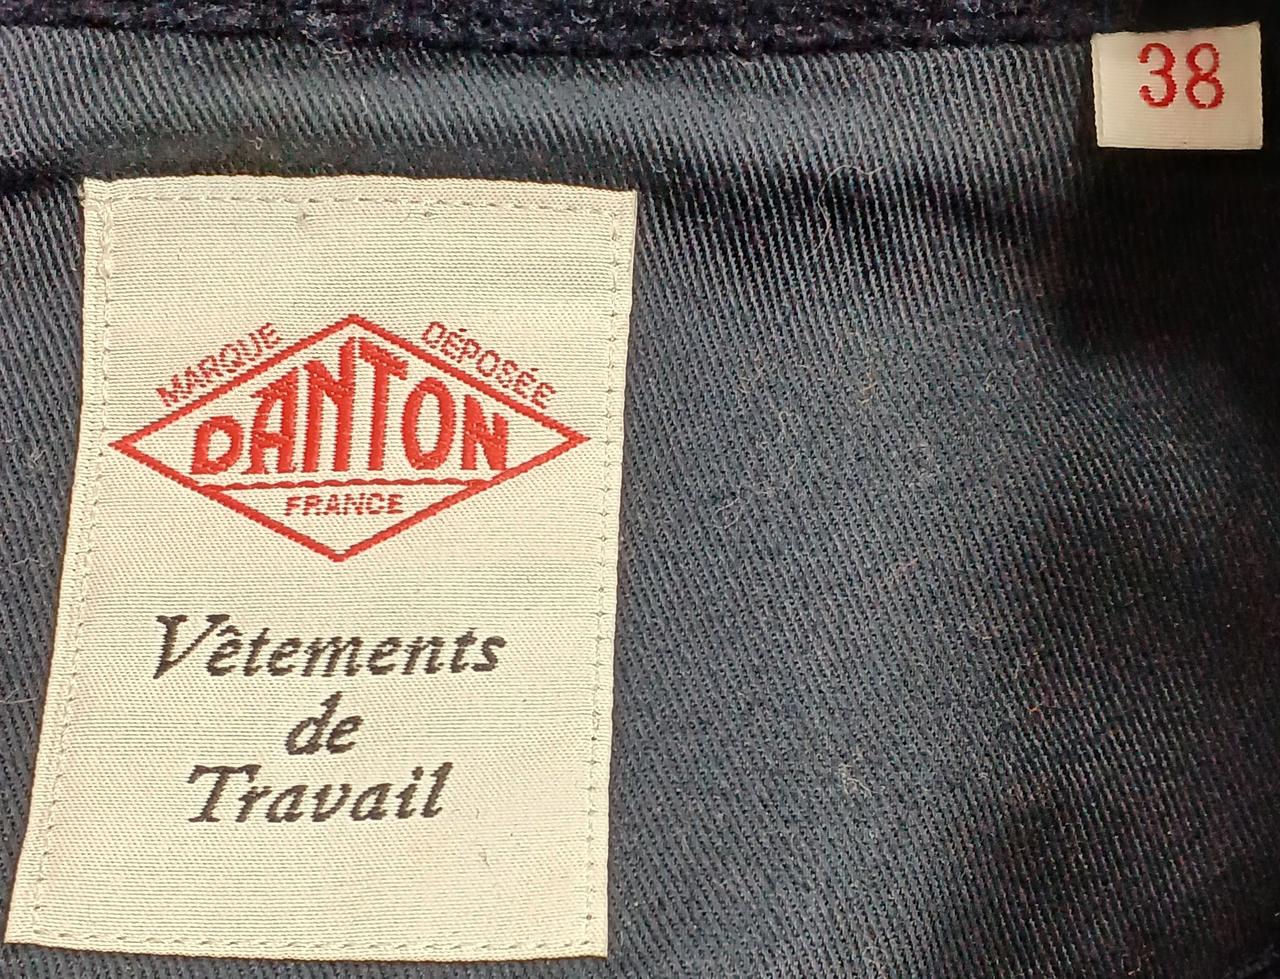 38
MARQUE DÉPOSÉE
DANTON
FRANCE
Vêtements
de
Travail